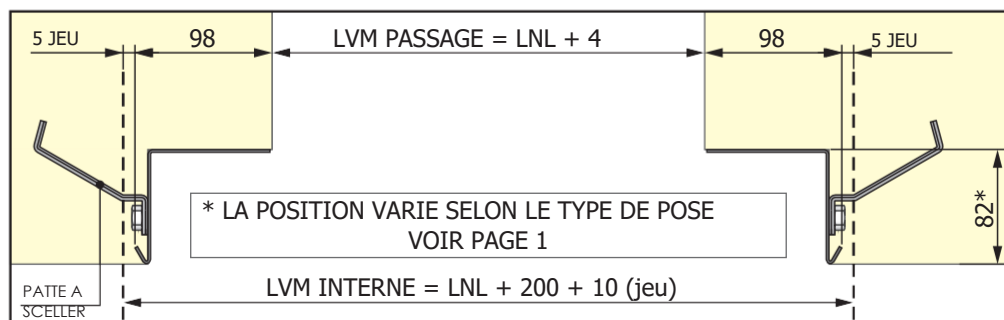 5 JEU
98
LVM PASSAGE = LNL + 4
98
5 JEU
82*
* LA POSITION VARIE SELON LE TYPE DE POSE
VOIR PAGE 1
LVM INTERNE = LNL + 200 + 10 (jeu)
PATTE A
SCELLER